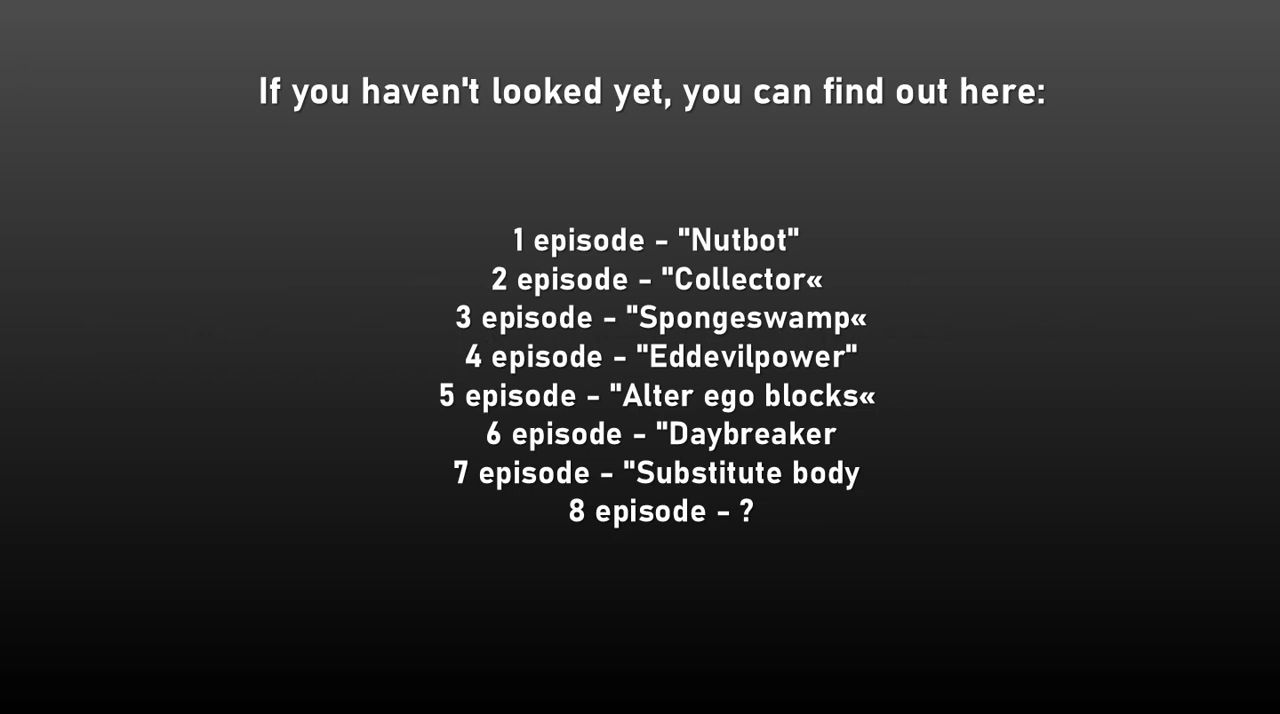 If you haven't looked yet, you can find out here:
1 episode - "Nutbot"
2 episode - "Collector«
3 episode - "Spongeswamp«
4 episode - "Eddevilpower"
5 episode - "Alter ego blocks«
6 episode - "Daybreaker
7 episode - "Substitute body
8 episode - ?